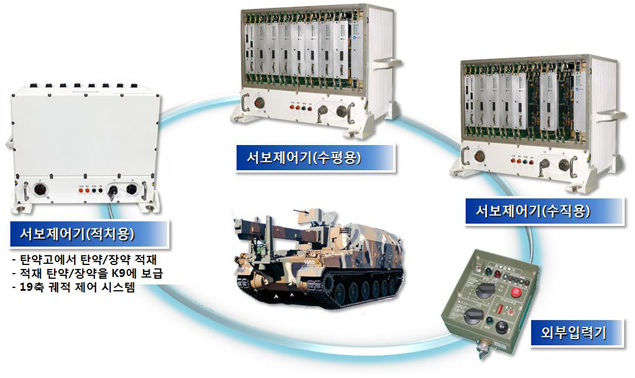 서보제어기(수평용)
서보제어기(수직용)
서보제어기(적치용)
- 탄약고에서 탄약/장약 적재
- 적재 탄약/장약을 K9에 보급
- 19축 궤적 제어 시스템
외부입력기